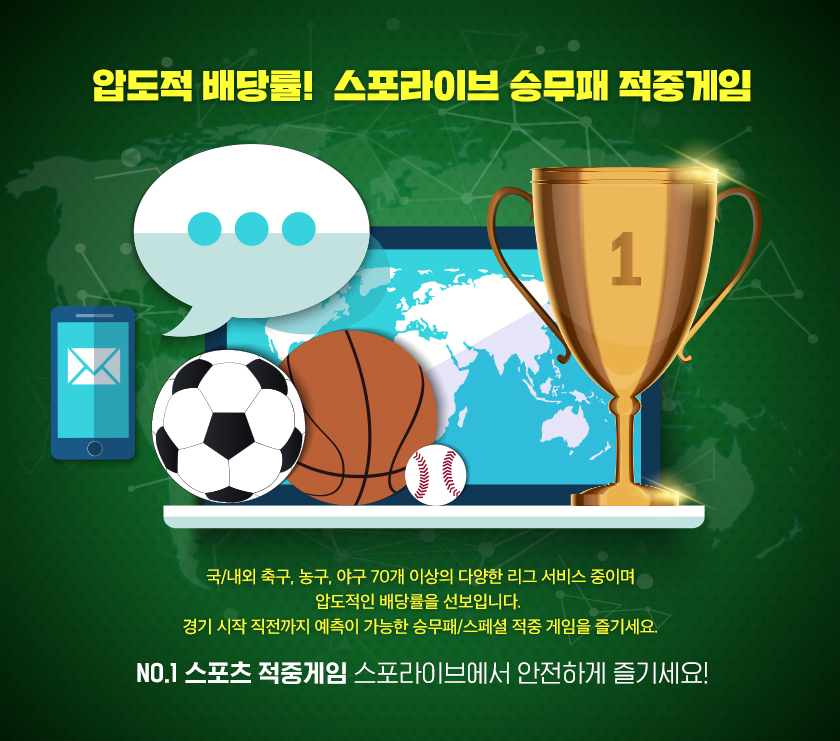 압도적 배당률! 스포라이브 승무패 적중게임
1
국/내외 축구, 농구, 야구 70개 이상의 다양한 리그 서비스 중이며
압도적인 배당률을 선보입니다.
경기 시작 직전까지 예측이 가능한 승무패/스페셜 적중 게임을 즐기세요.
NO.1 스포츠 적중게임 스포라이브에서 안전하게 즐기세요!